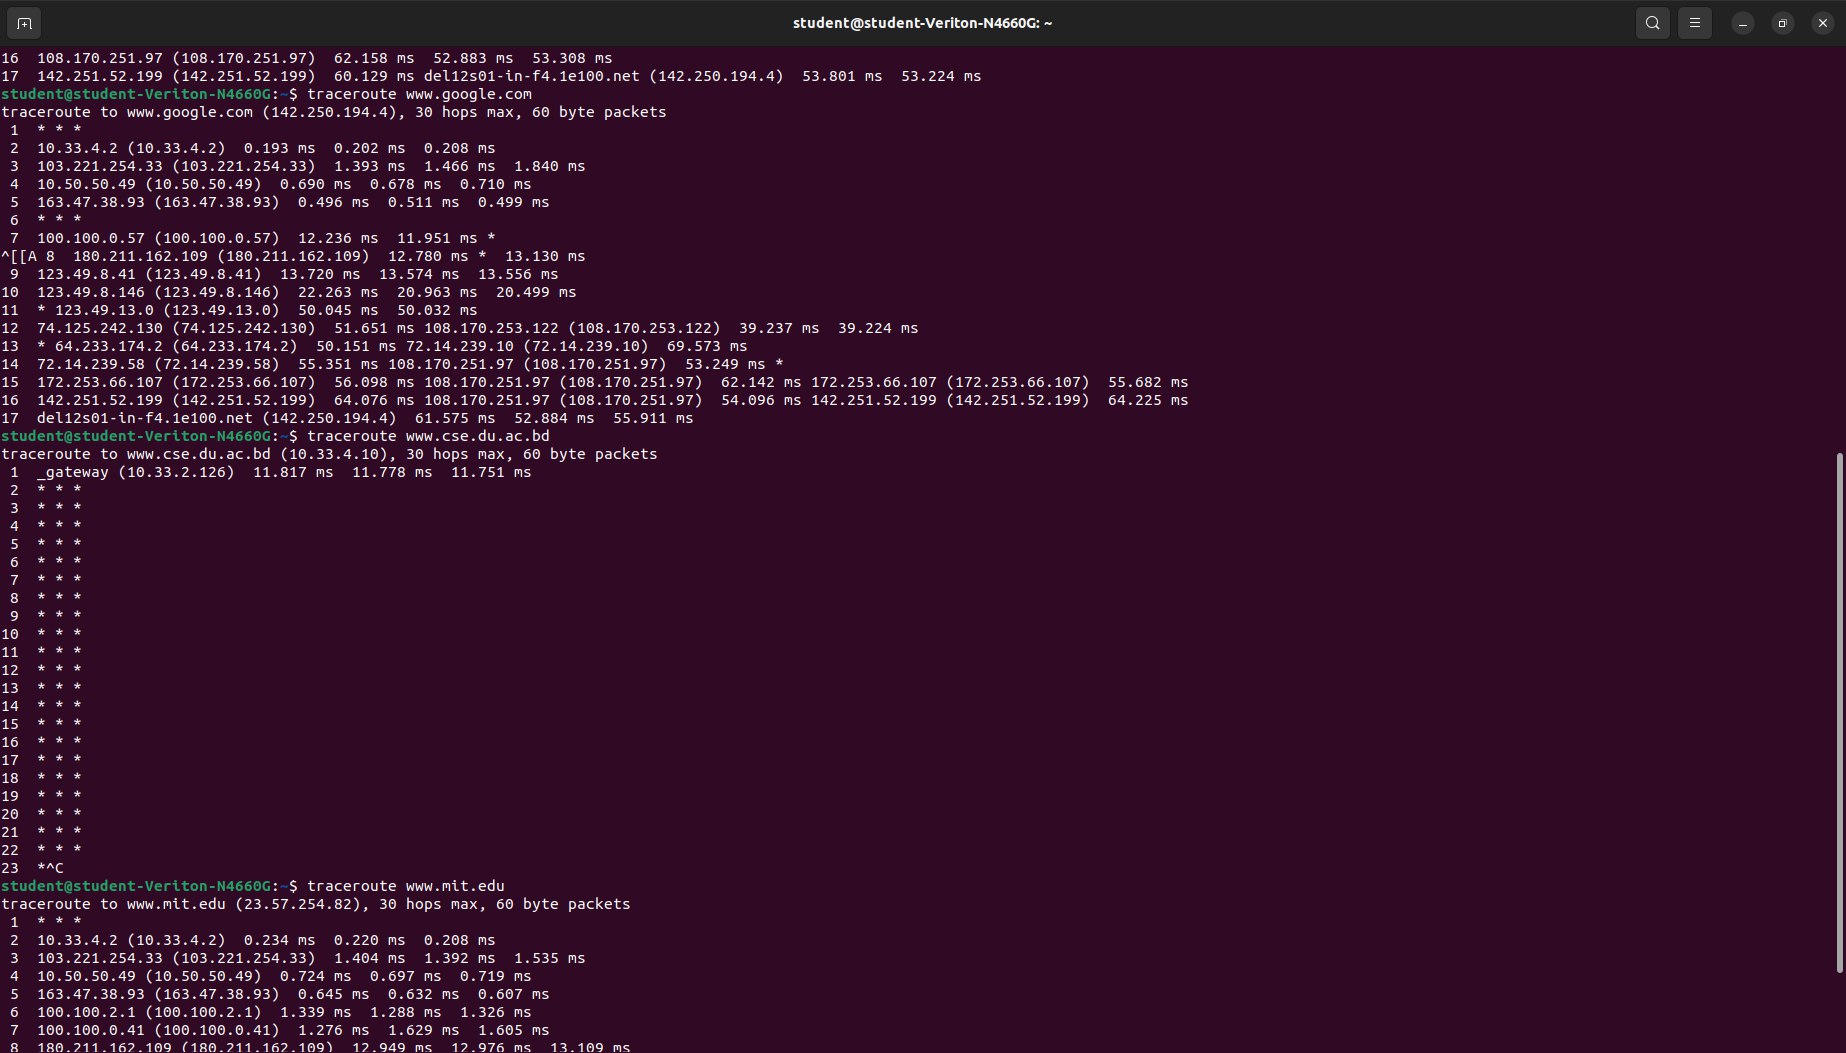 student@student-Veriton-N4660G: ~
16  108.170.251.97 (108.170.251.97)  62.158 ms  52.883 ms  53.308 ms
17  142.251.52.199 (142.251.52.199)  60.129 ms del12s01-in-f4.1e100.net (142.250.194.4)  53.801 ms  53.224 ms
student@student-Veriton-N4660G:~$ traceroute www.google.com
traceroute to www.google.com (142.250.194.4), 30 hops max, 60 byte packets
 1  * * *
 2  10.33.4.2 (10.33.4.2)  0.193 ms  0.202 ms  0.208 ms
 3  103.221.254.33 (103.221.254.33)  1.393 ms  1.466 ms  1.840 ms
 4  10.50.50.49 (10.50.50.49)  0.690 ms  0.678 ms  0.710 ms
 5  163.47.38.93 (163.47.38.93)  0.496 ms  0.511 ms  0.499 ms
 6  * * *
 7  100.100.0.57 (100.100.0.57)  12.236 ms  11.951 ms *
^[[A 8  180.211.162.109 (180.211.162.109)  12.780 ms *  13.130 ms
 9  123.49.8.41 (123.49.8.41)  13.720 ms  13.574 ms  13.556 ms
10  123.49.8.146 (123.49.8.146)  22.263 ms  20.963 ms  20.499 ms
11  * 123.49.13.0 (123.49.13.0)  50.045 ms  50.032 ms
12  74.125.242.130 (74.125.242.130)  51.651 ms 108.170.253.122 (108.170.253.122)  39.237 ms  39.224 ms
13  * 64.233.174.2 (64.233.174.2)  50.151 ms 72.14.239.10 (72.14.239.10)  69.573 ms
14  72.14.239.58 (72.14.239.58)  55.351 ms 108.170.251.97 (108.170.251.97)  53.249 ms *
15  172.253.66.107 (172.253.66.107)  56.098 ms 108.170.251.97 (108.170.251.97)  62.142 ms 172.253.66.107 (172.253.66.107)  55.682 ms
16  142.251.52.199 (142.251.52.199)  64.076 ms 108.170.251.97 (108.170.251.97)  54.096 ms 142.251.52.199 (142.251.52.199)  64.225 ms
17  del12s01-in-f4.1e100.net (142.250.194.4)  61.575 ms  52.884 ms  55.911 ms
student@student-Veriton-N4660G:~$ traceroute www.cse.du.ac.bd
traceroute to www.cse.du.ac.bd (10.33.4.10), 30 hops max, 60 byte packets
 1  _gateway (10.33.2.126)  11.817 ms  11.778 ms  11.751 ms
 2  * * *
 3  * * *
 4  * * *
 5  * * *
 6  * * *
 7  * * *
 8  * * *
 9  * * *
10  * * *
11  * * *
12  * * *
13  * * *
14  * * *
15  * * *
16  * * *
17  * * *
18  * * *
19  * * *
20  * * *
21  * * *
22  * * *
23  *^C
student@student-Veriton-N4660G:~$ traceroute www.mit.edu
traceroute to www.mit.edu (23.57.254.82), 30 hops max, 60 byte packets
 1  * * *
 2  10.33.4.2 (10.33.4.2)  0.234 ms  0.220 ms  0.208 ms
 3  103.221.254.33 (103.221.254.33)  1.404 ms  1.392 ms  1.535 ms
 4  10.50.50.49 (10.50.50.49)  0.724 ms  0.697 ms  0.719 ms
 5  163.47.38.93 (163.47.38.93)  0.645 ms  0.632 ms  0.607 ms
 6  100.100.2.1 (100.100.2.1)  1.339 ms  1.288 ms  1.326 ms
 7  100.100.0.41 (100.100.0.41)  1.276 ms  1.629 ms  1.605 ms
 8  180.211.162.109 (180.211.162.109)  12.949 ms  12.976 ms  13.109 ms